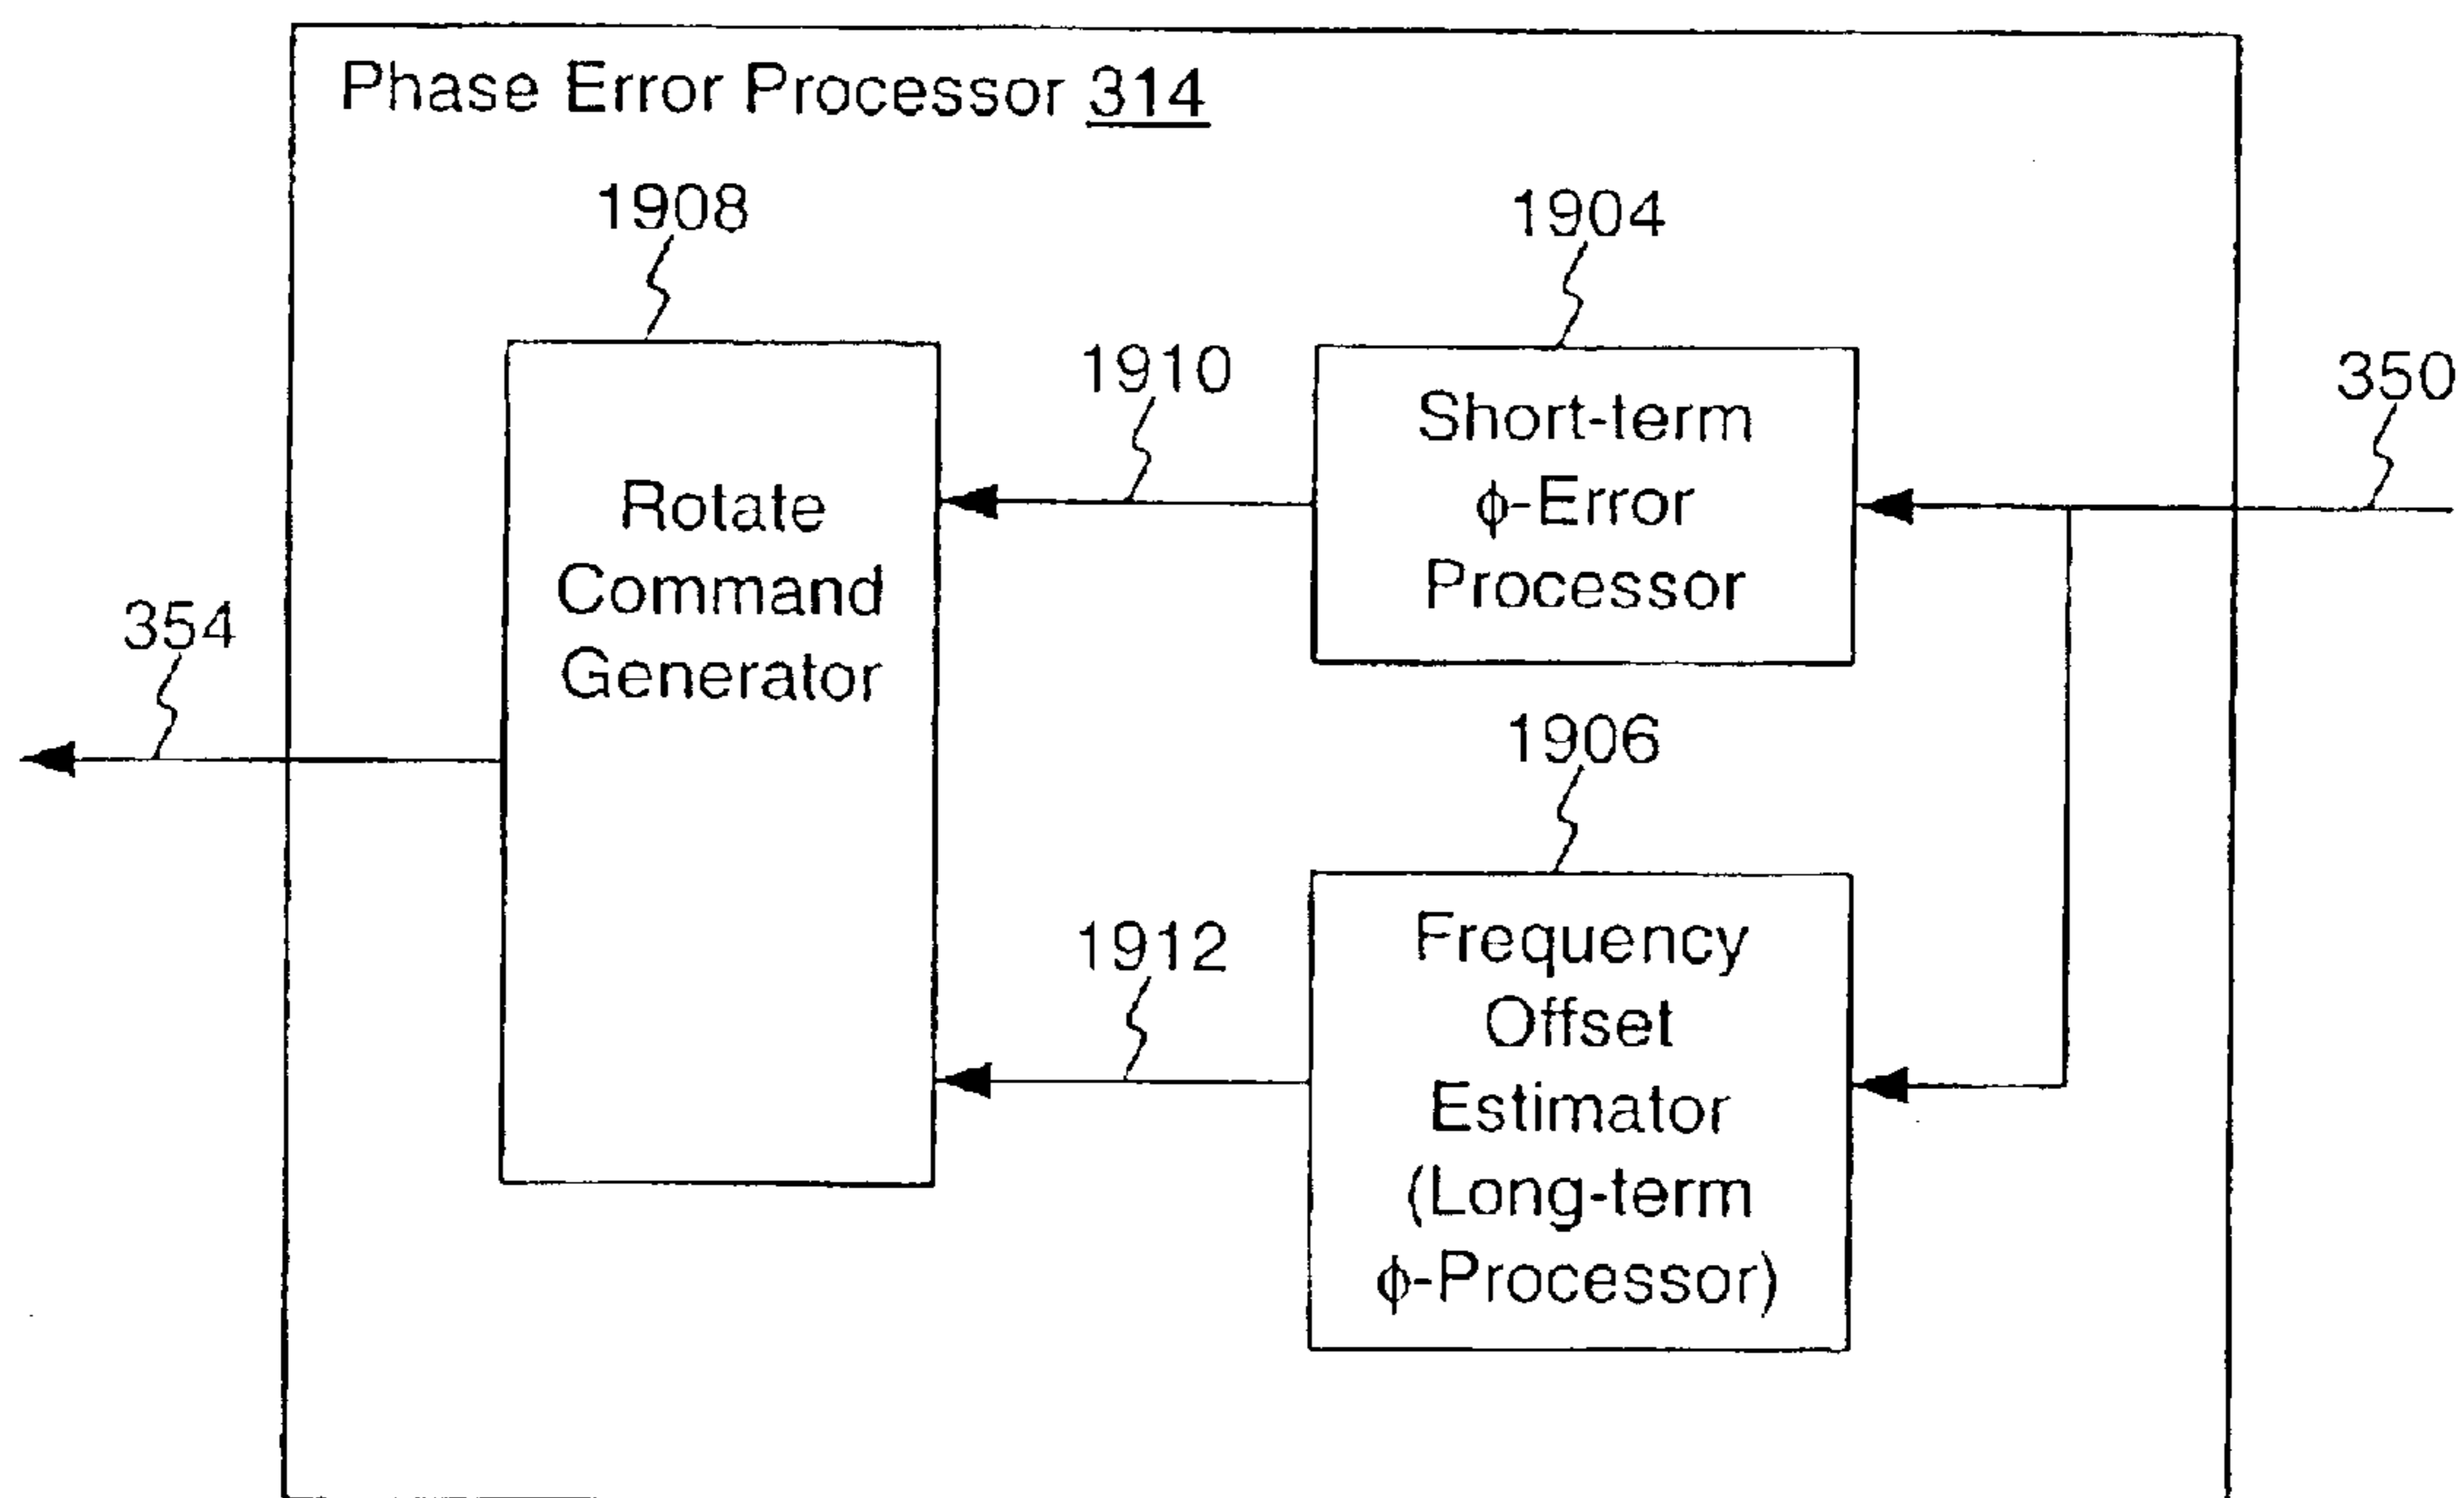 Phase Error Processor 314
1908
1904
1910
350
Short-term
ϕ-Error
Processor
Rotate
Command
Generator
354
1906
1912
Frequency
Offset
Estimator
(Long-term
ϕ-Processor)